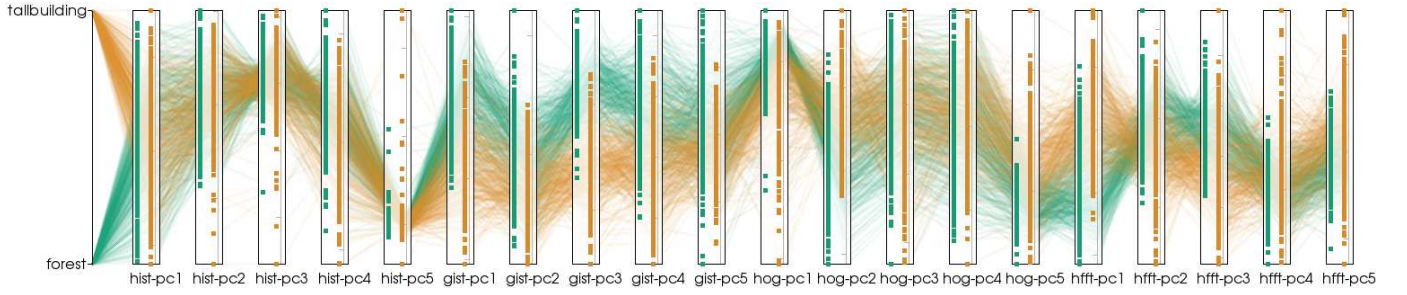 tallbuilding
forest
hist-pc1 hist-pc2 hist-pc3 hist-pc4 hist-pc5 gist-pc1 gist-pc2 gist-pc3 gist-pc4 gist-pc5 hog-pc1 hog-pc2 hog-pc3 hog-pc4 hog-pc5 hfft-pc1 hfft-pc2 hfft-pc3 hfft-pc4 hfft-pc5